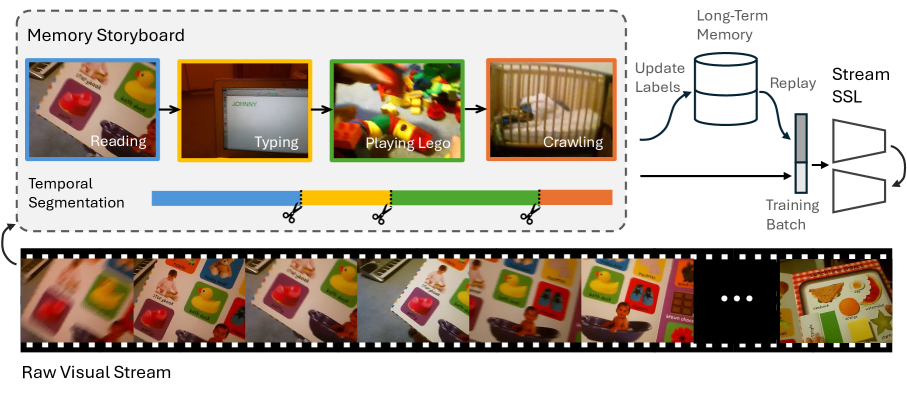 Memory Storyboard
Reading
JOHNNY
Typing
Playing Lego
Crawling
Temporal
Segmentation
Long-Term
Memory
Update
Labels
Replay
Stream
SSL
Training
Batch
Raw Visual Stream